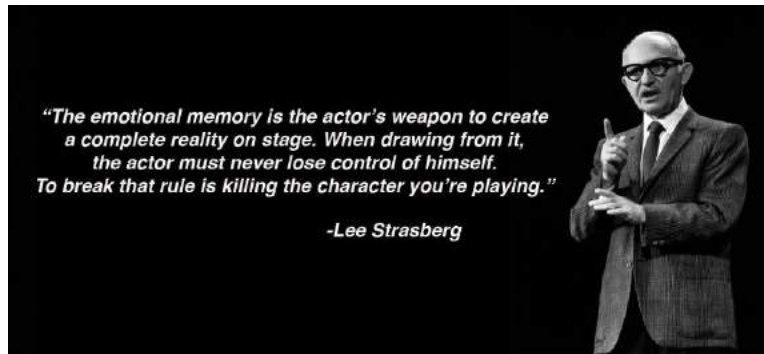 “The emotional memory is the actor’s weapon to create
a complete reality on stage. When drawing from it,
the actor must never lose control of himself.
To break that rule is killing the character you’re playing.”
-Lee Strasberg